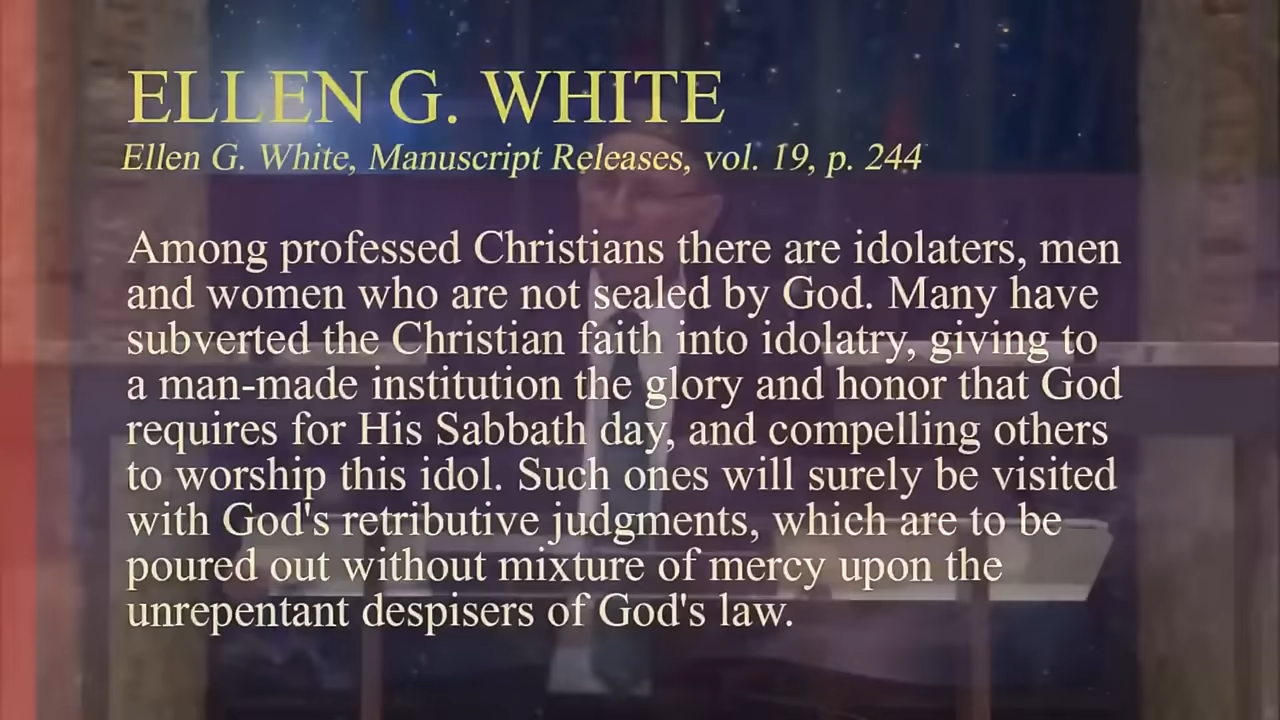 ELLEN G. WHITE
Ellen G. White, Manuscript Releases, vol. 19, p. 244
Among professed Christians there are idolaters, men
and women who are not sealed by God. Many have
subverted the Christian faith into idolatry, giving to
a man-made institution the glory and honor that God
requires for His Sabbath day, and compelling others
to worship this idol. Such ones will surely be visited
with God's retributive judgments, which are to be
poured out without mixture of mercy upon the
unrepentant despisers of God's law.